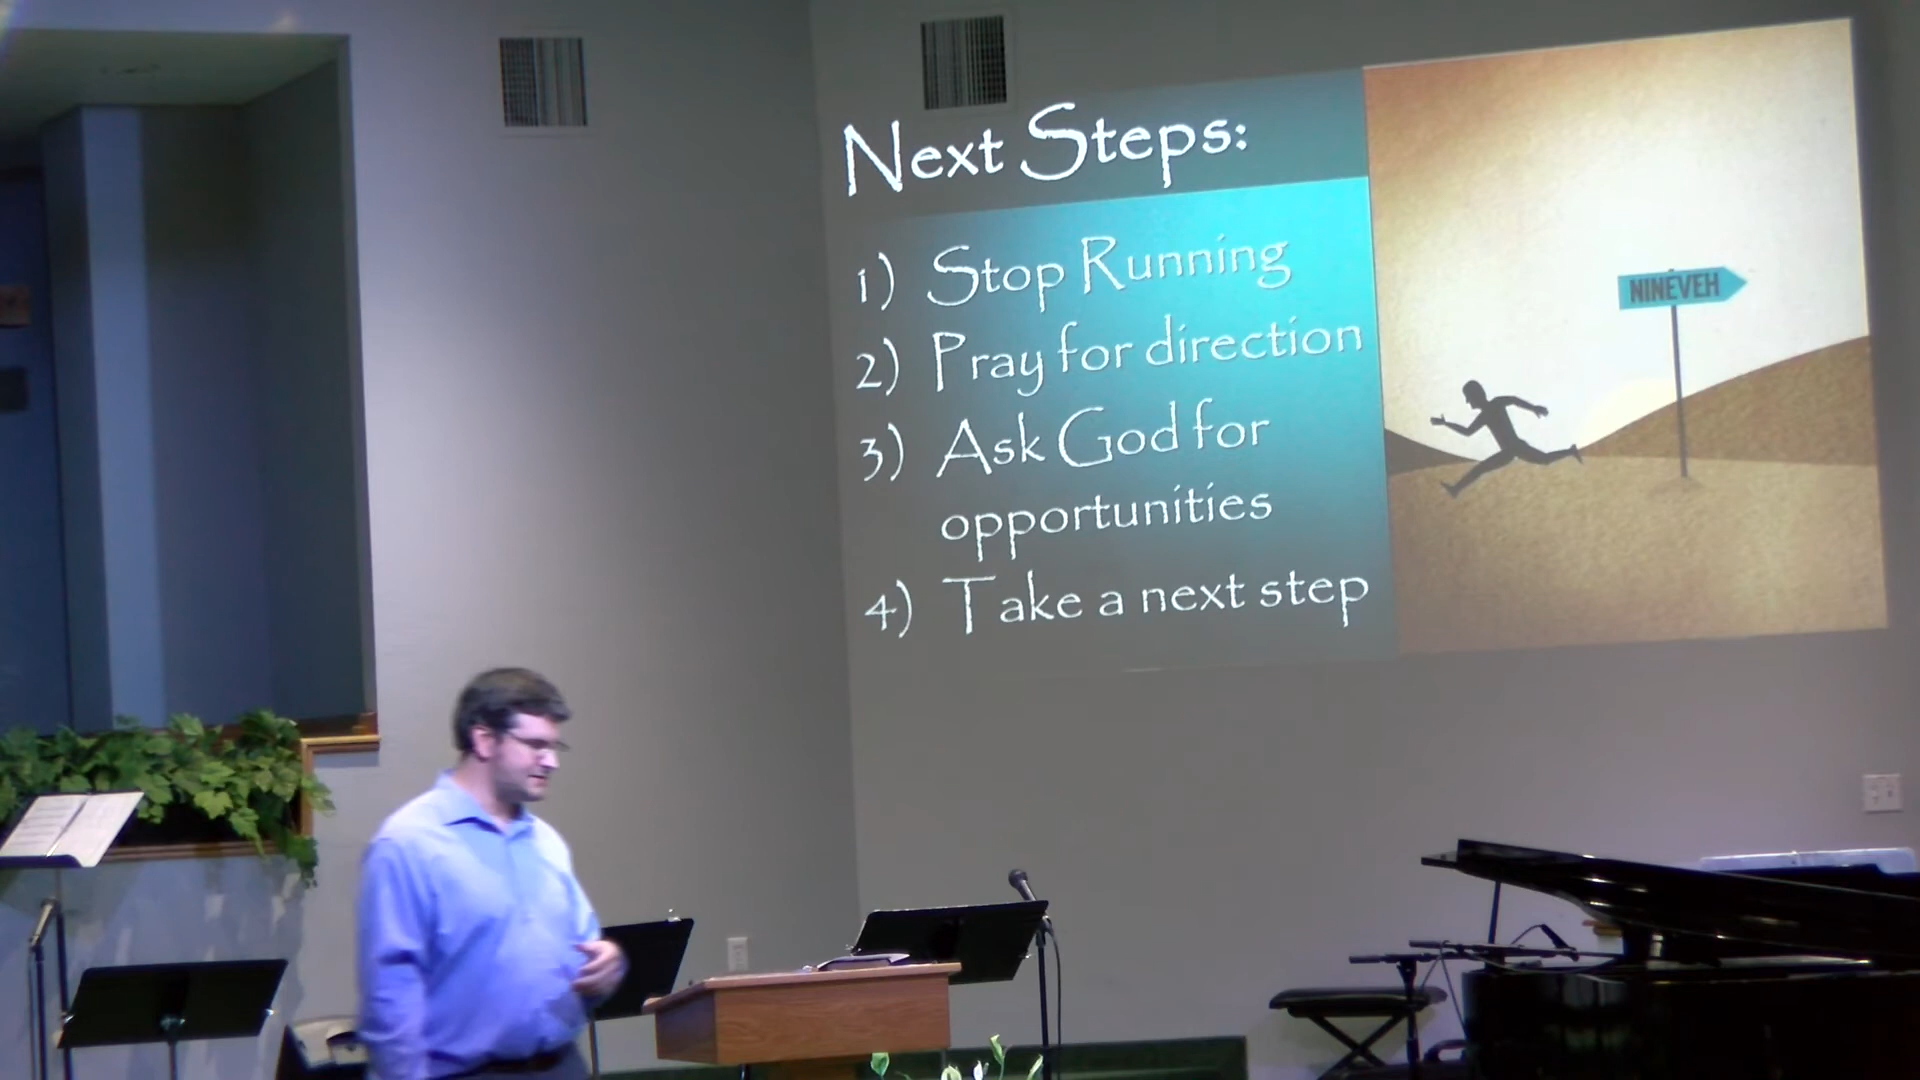 Next Steps:
1) Stop Running
2) Pray for direction
3) Ask God for
opportunities
4) Take a next step
NINEVEH